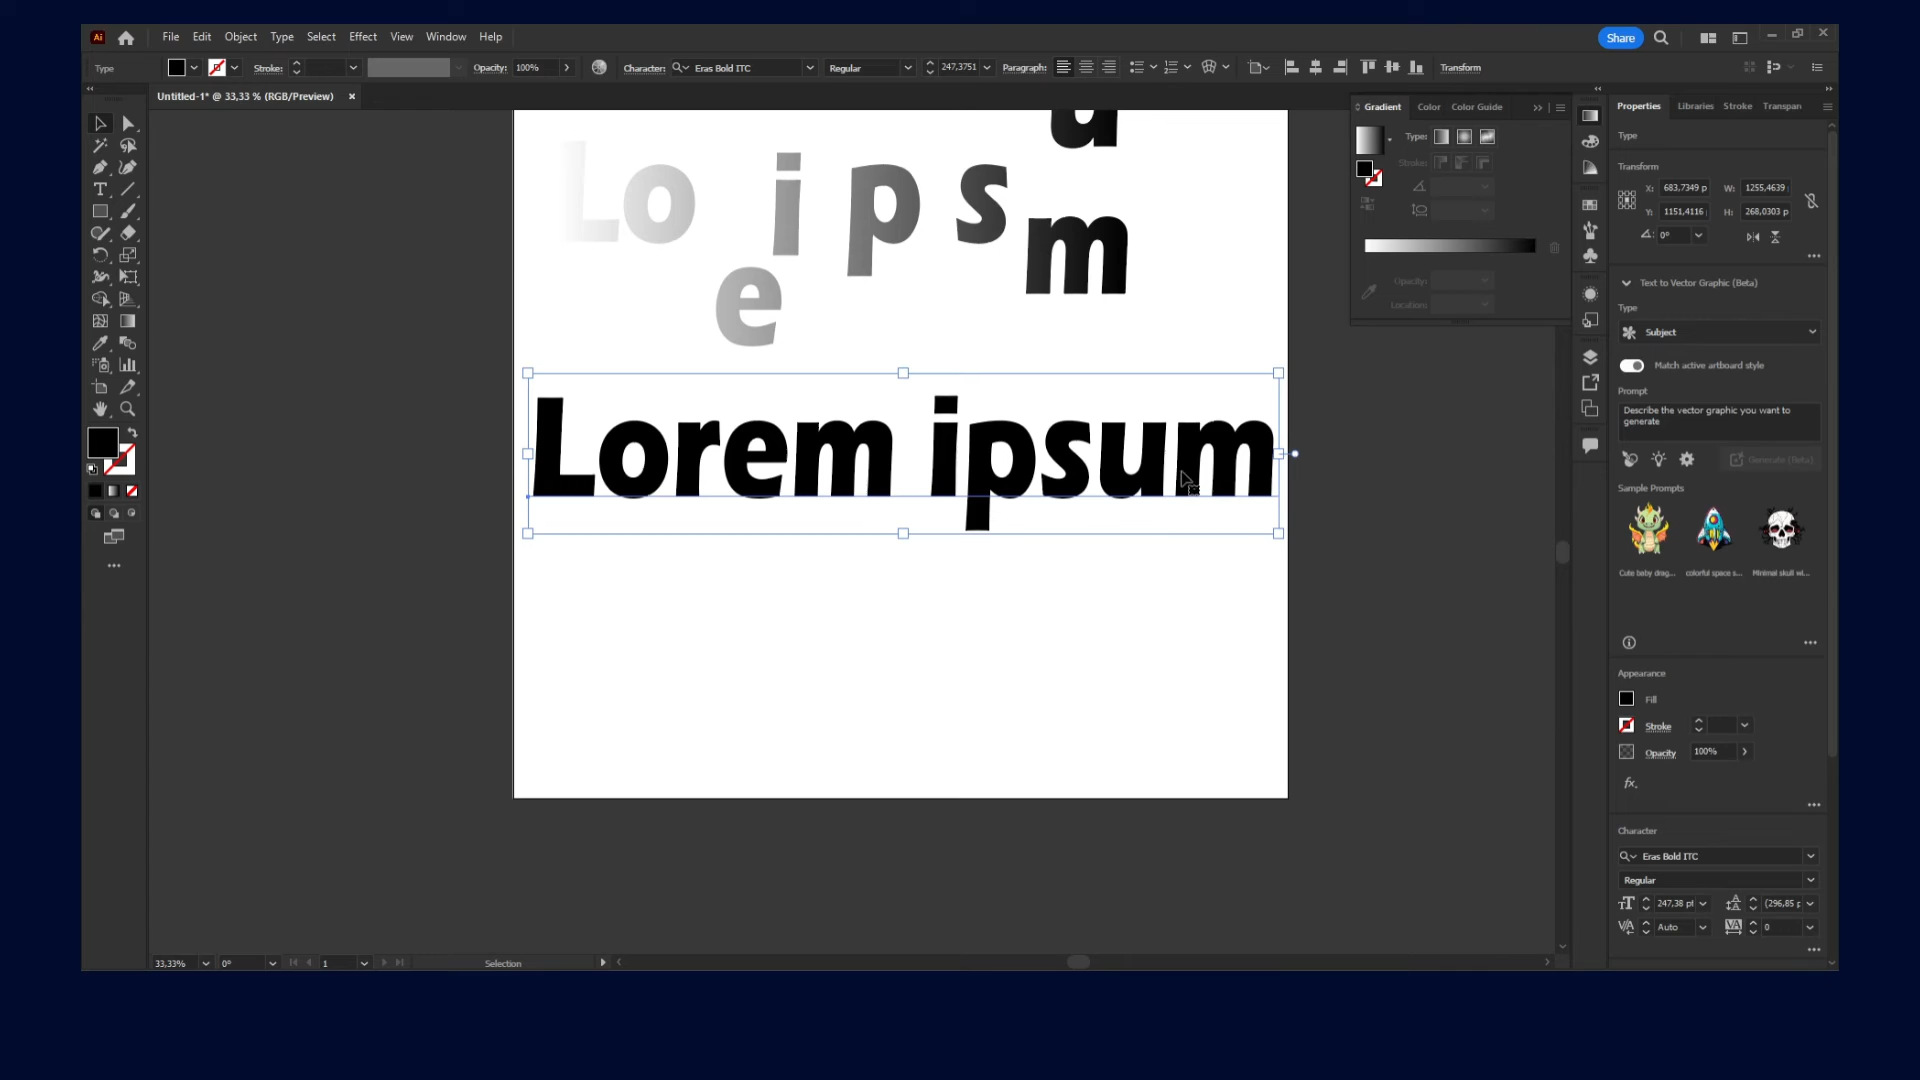 Ai File Edit Object Type Select Effect View Window Help Share
Type Stroke: Opacity: 100% Character: Eras Bold ITC Regular 247,3751 Paragraph: Transform
Untitled-1* @ 33,33 % (RGB/Preview) ×
Gradient Color Color Guide
Type:
Stroke:
Opacity:
Location:
Properties Libraries Stroke Transpan
Type
Transform
X: 683,7349 p W: 1255,4639
Y: 1151,4116 H: 268,0303 p
0°
Text to Vector Graphic (Beta)
Type
Subject
Match active artboard style
Prompt
Describe the vector graphic you want to
generate
Generate (Beta)
Sample Prompts
Cute baby drag... colorful space s... Minimal skull wi...
Appearance
Fill
Stroke
Opacity 100%
fx.
Character
Eras Bold ITC
Regular
247,38 pt (296,85 p
Auto 0
u
Lo i p s
m
e
Lorem ipsum
33,33% 0° 1 Selection